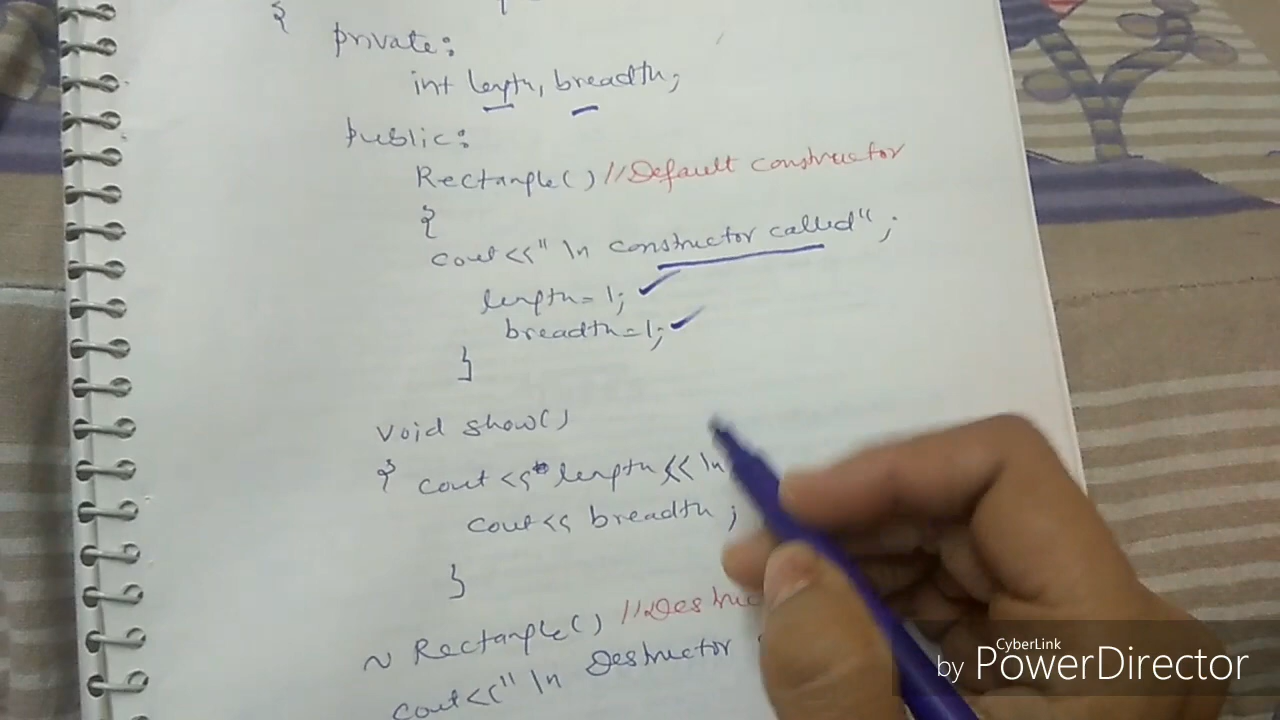 {
private:
int length, breadth;
public:
Rectangle() //Default constructor
{
cout<<"\n constructor called";
length=1;
breadth=1;
}
void show()
{ cout<< length << \n
cout<< breadth;
}
~ Rectangle() //Destruc
cout<<"\n Destructor
CyberLink
by PowerDirector